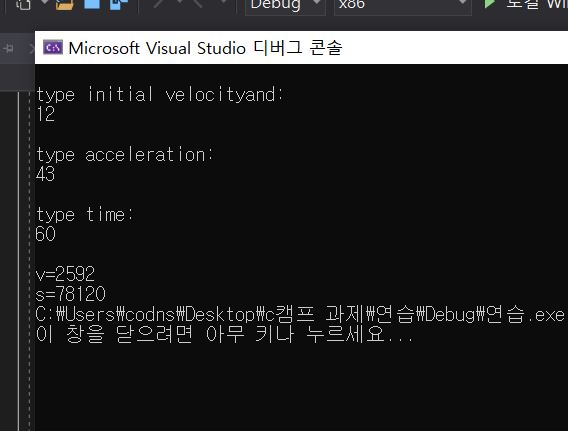 Debug
x86
로컬 Win
Microsoft Visual Studio 디버그 콘솔
type initial velocityand:
12
type acceleration:
43
type time:
60
v=2592
s=78120
C:₩Users₩codns₩Desktop₩c캠프 과제₩연습₩Debug₩연습.exe
이 창을 닫으려면 아무 키나 누르세요...